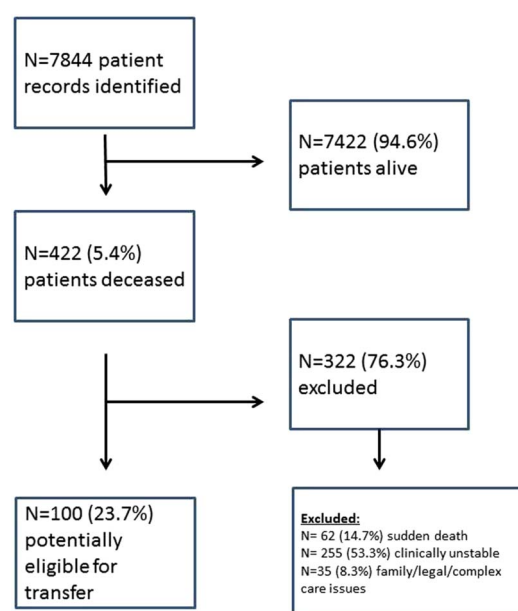 N=7844 patient
records identified
N=7422 (94.6%)
patients alive
N=422 (5.4%)
patients deceased
N=322 (76.3%)
excluded
N=100 (23.7%)
potentially
eligible for
transfer
Excluded:
N= 62 (14.7%) sudden death
N= 255 (53.3%) clinically unstable
N=35 (8.3%) family/legal/complex
care issues